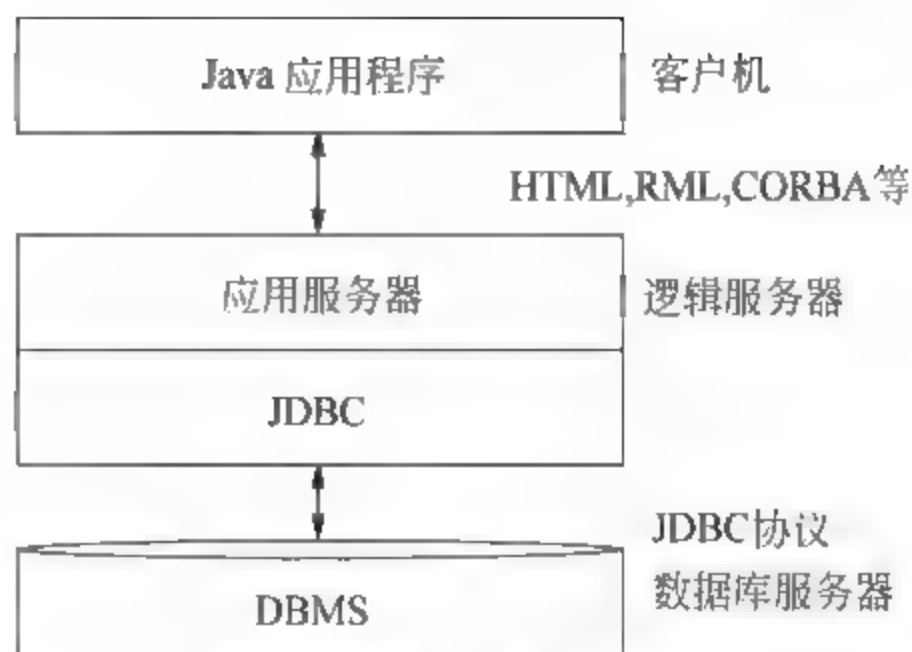 Java 应用程序
客户机
HTML,RML,CORBA等
应用服务器
逻辑服务器
JDBC
JDBC协议
数据库服务器
DBMS